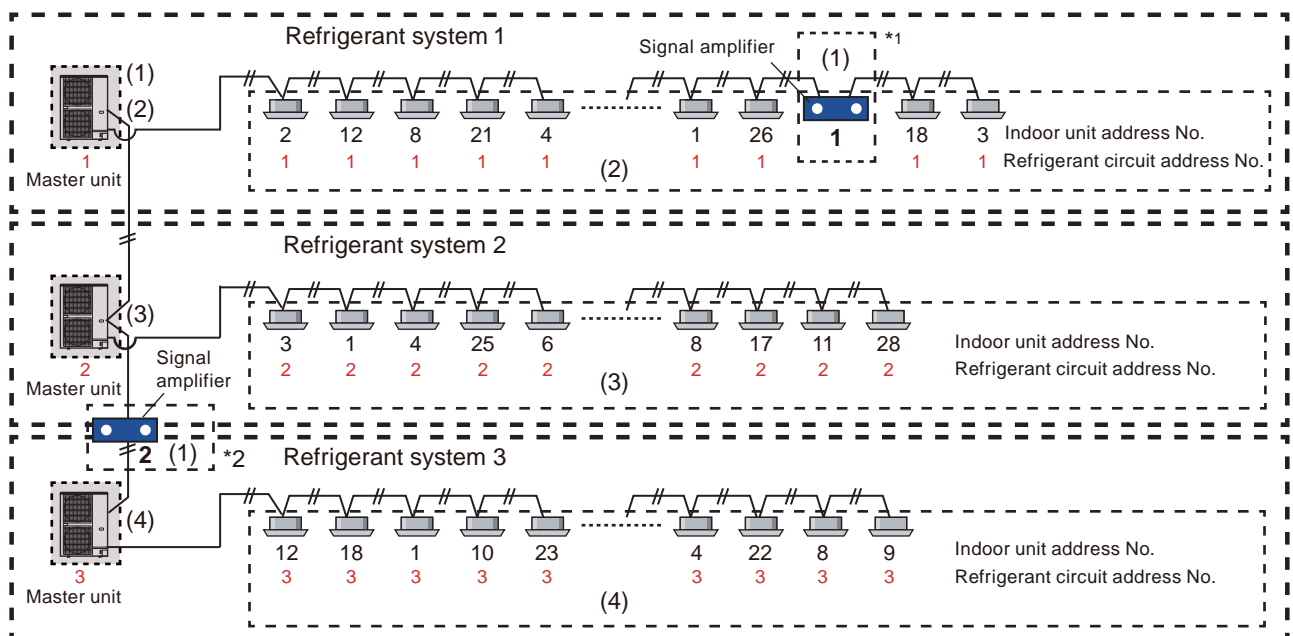 Refrigerant system 1
Signal amplifier
(1)
*1
(1)
(2)
2 12 8 21 4 1 26 1 18 3 Indoor unit address No.
1 1 1 1 1 1 1 1 1 Refrigerant circuit address No.
(2)
1
Master unit
Refrigerant system 2
(3)
3 1 4 25 6 8 17 11 28 Indoor unit address No.
2 2 2 2 2 2 2 2 2 Refrigerant circuit address No.
(3)
2
Master unit
Signal
amplifier
2 (1) *2
Refrigerant system 3
(4)
12 18 1 10 23 4 22 8 9 Indoor unit address No.
3 3 3 3 3 3 3 3 3 Refrigerant circuit address No.
(4)
3
Master unit